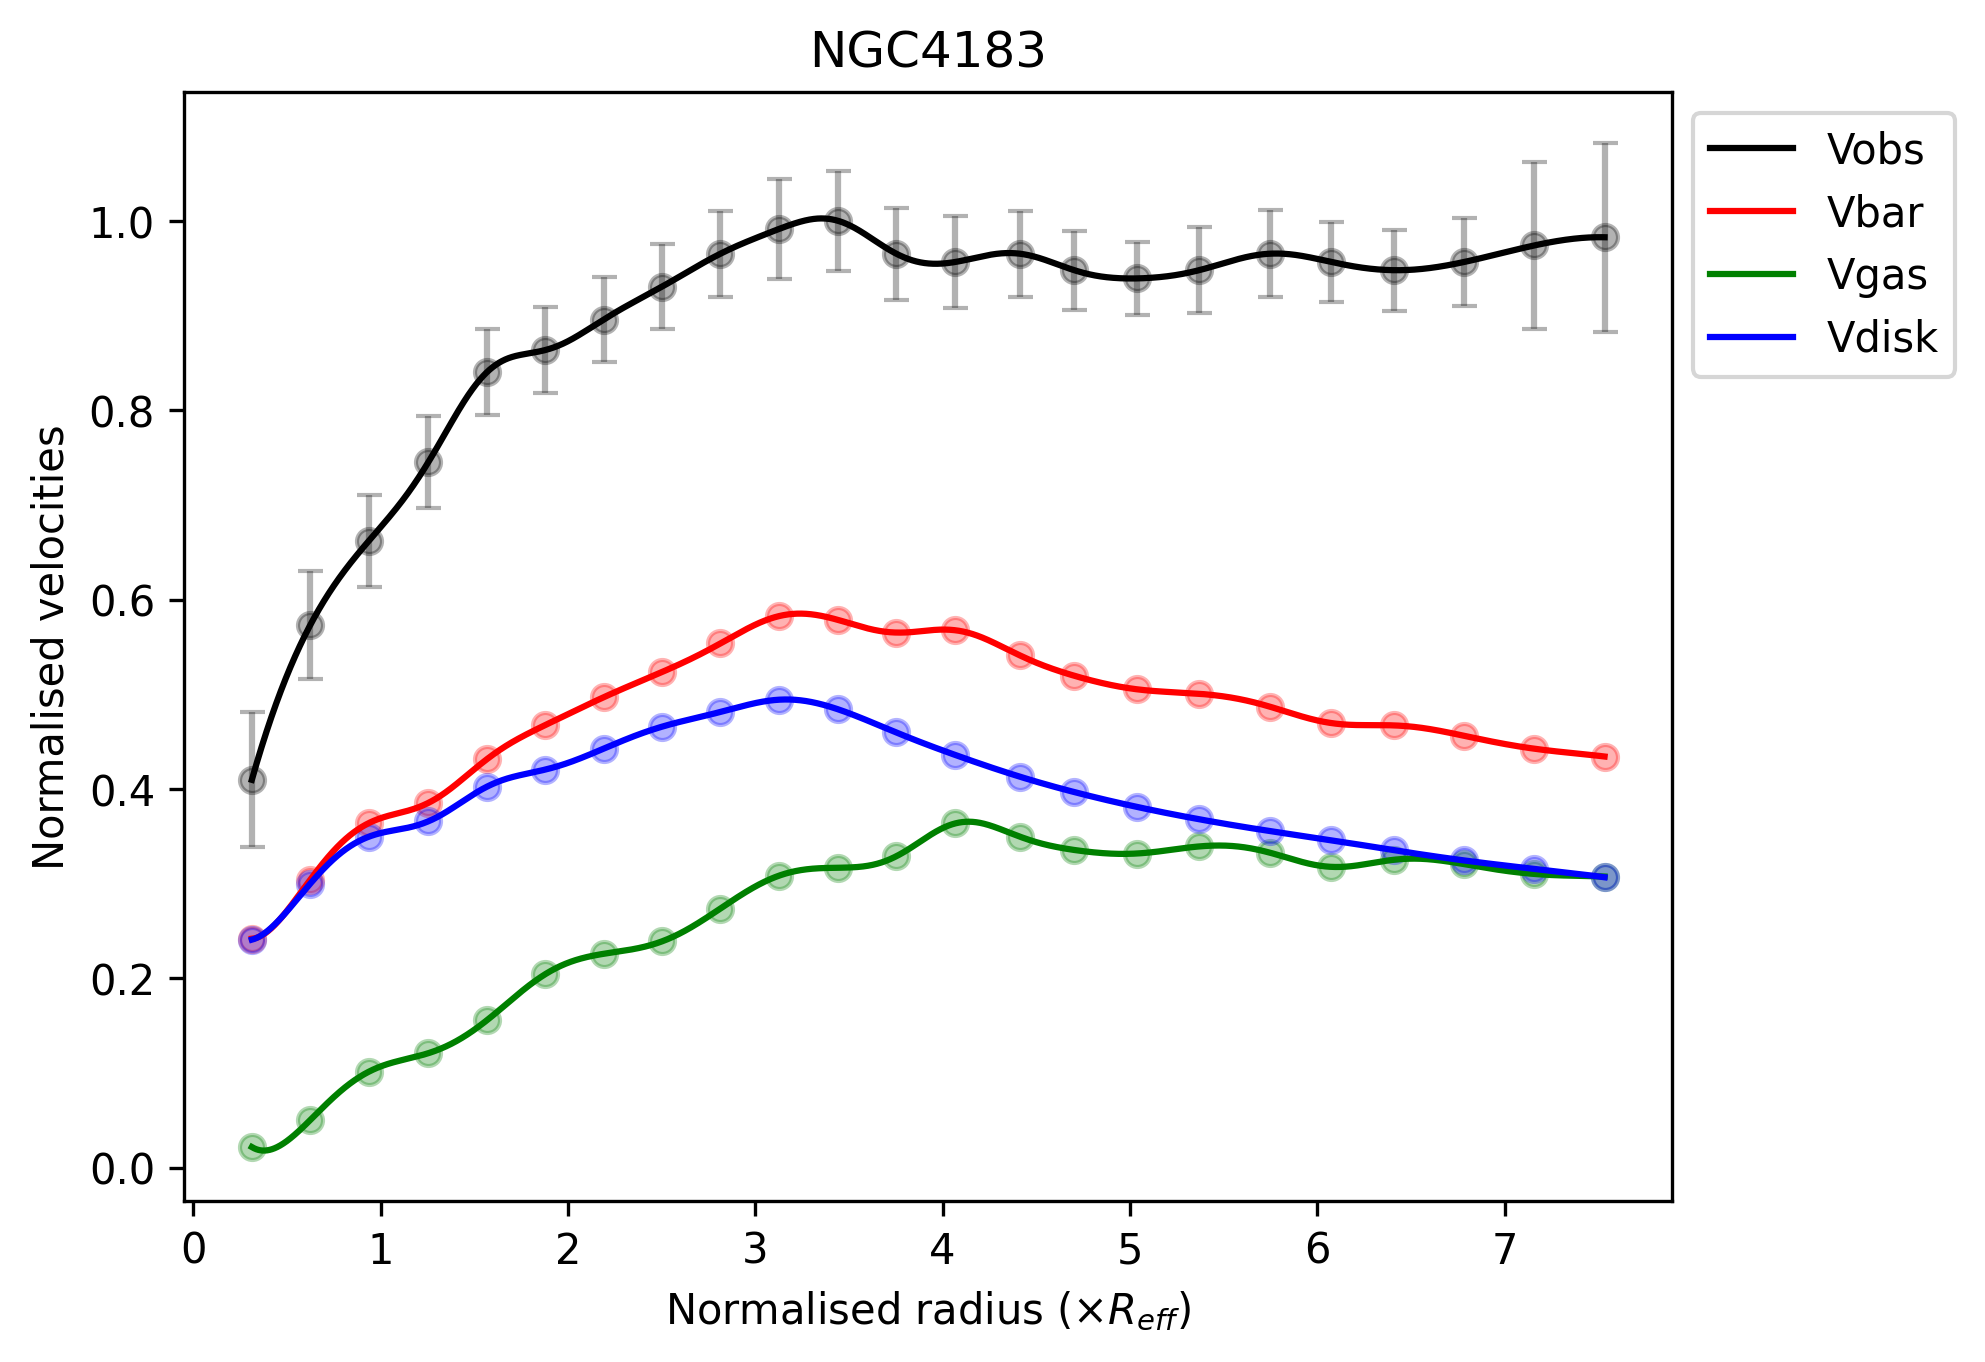 NGC4183
Vobs
Vbar
Vgas
Vdisk
Normalised velocities
1.0
0.8
0.6
0.4
0.2
0.0
0 1 2 3 4 5 6 7
Normalised radius (×R_eff)